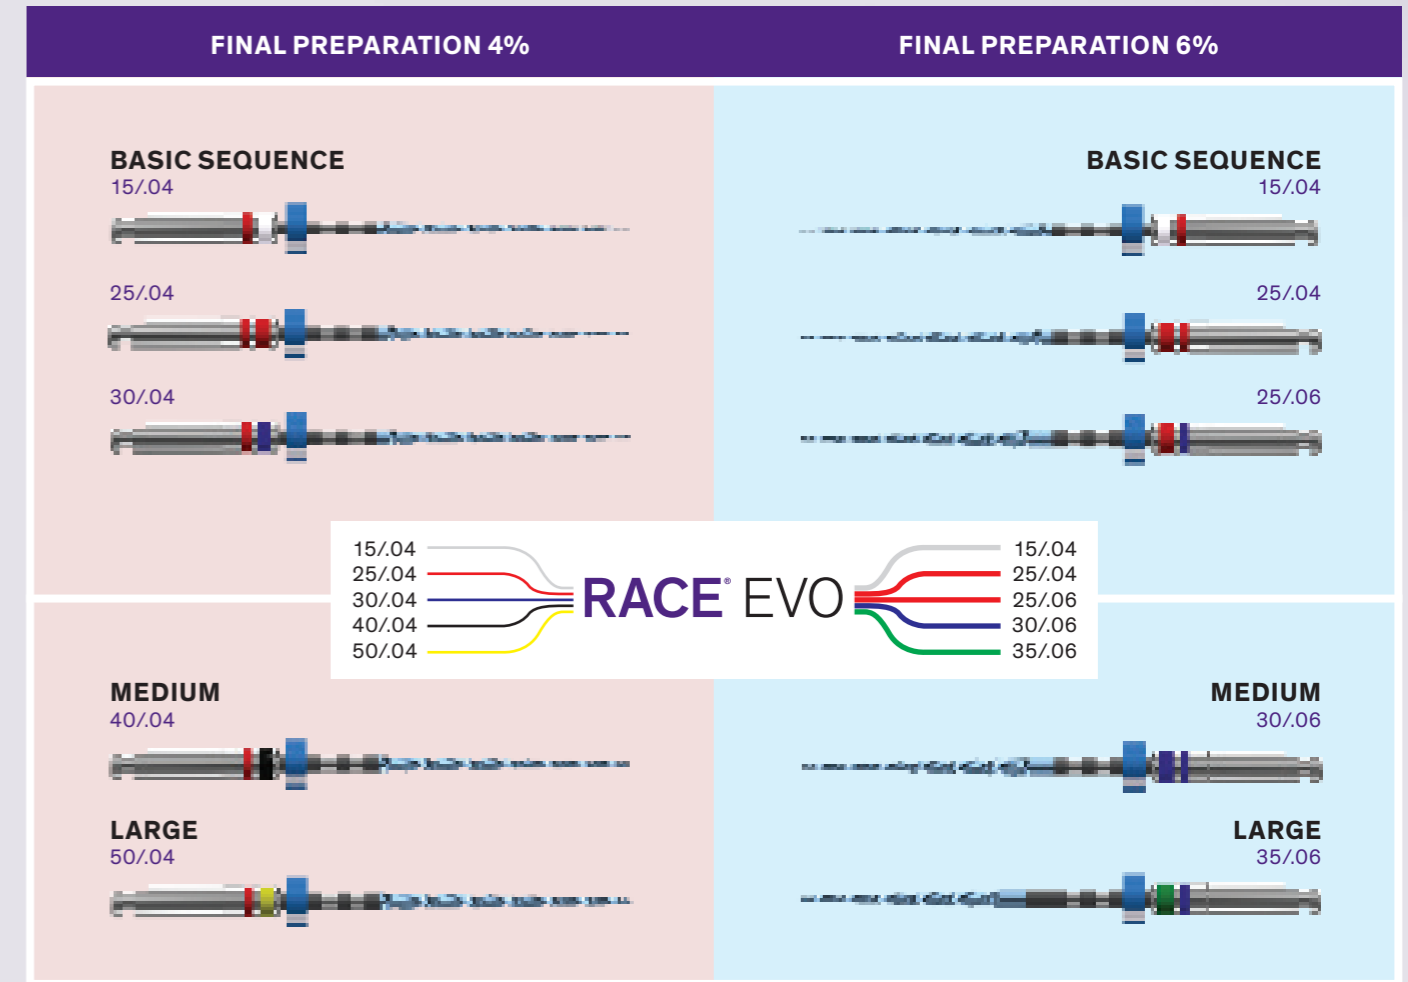 FINAL PREPARATION 4%
FINAL PREPARATION 6%
BASIC SEQUENCE
15/.04
25/.04
30/.04
BASIC SEQUENCE
15/.04
25/.04
25/.06
15/.04
25/.04
30/.04
40/.04
50/.04
RACE® EVO
15/.04
25/.04
25/.06
30/.06
35/.06
MEDIUM
40/.04
LARGE
50/.04
MEDIUM
30/.06
LARGE
35/.06